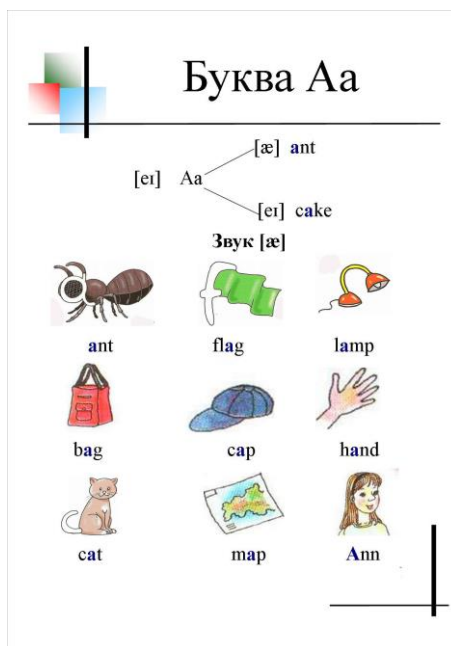 Буква Аа
[æ] ant
[eɪ] Aa
[eɪ] cake
Звук [æ]
ant flag lamp
bag cap hand
cat map Ann